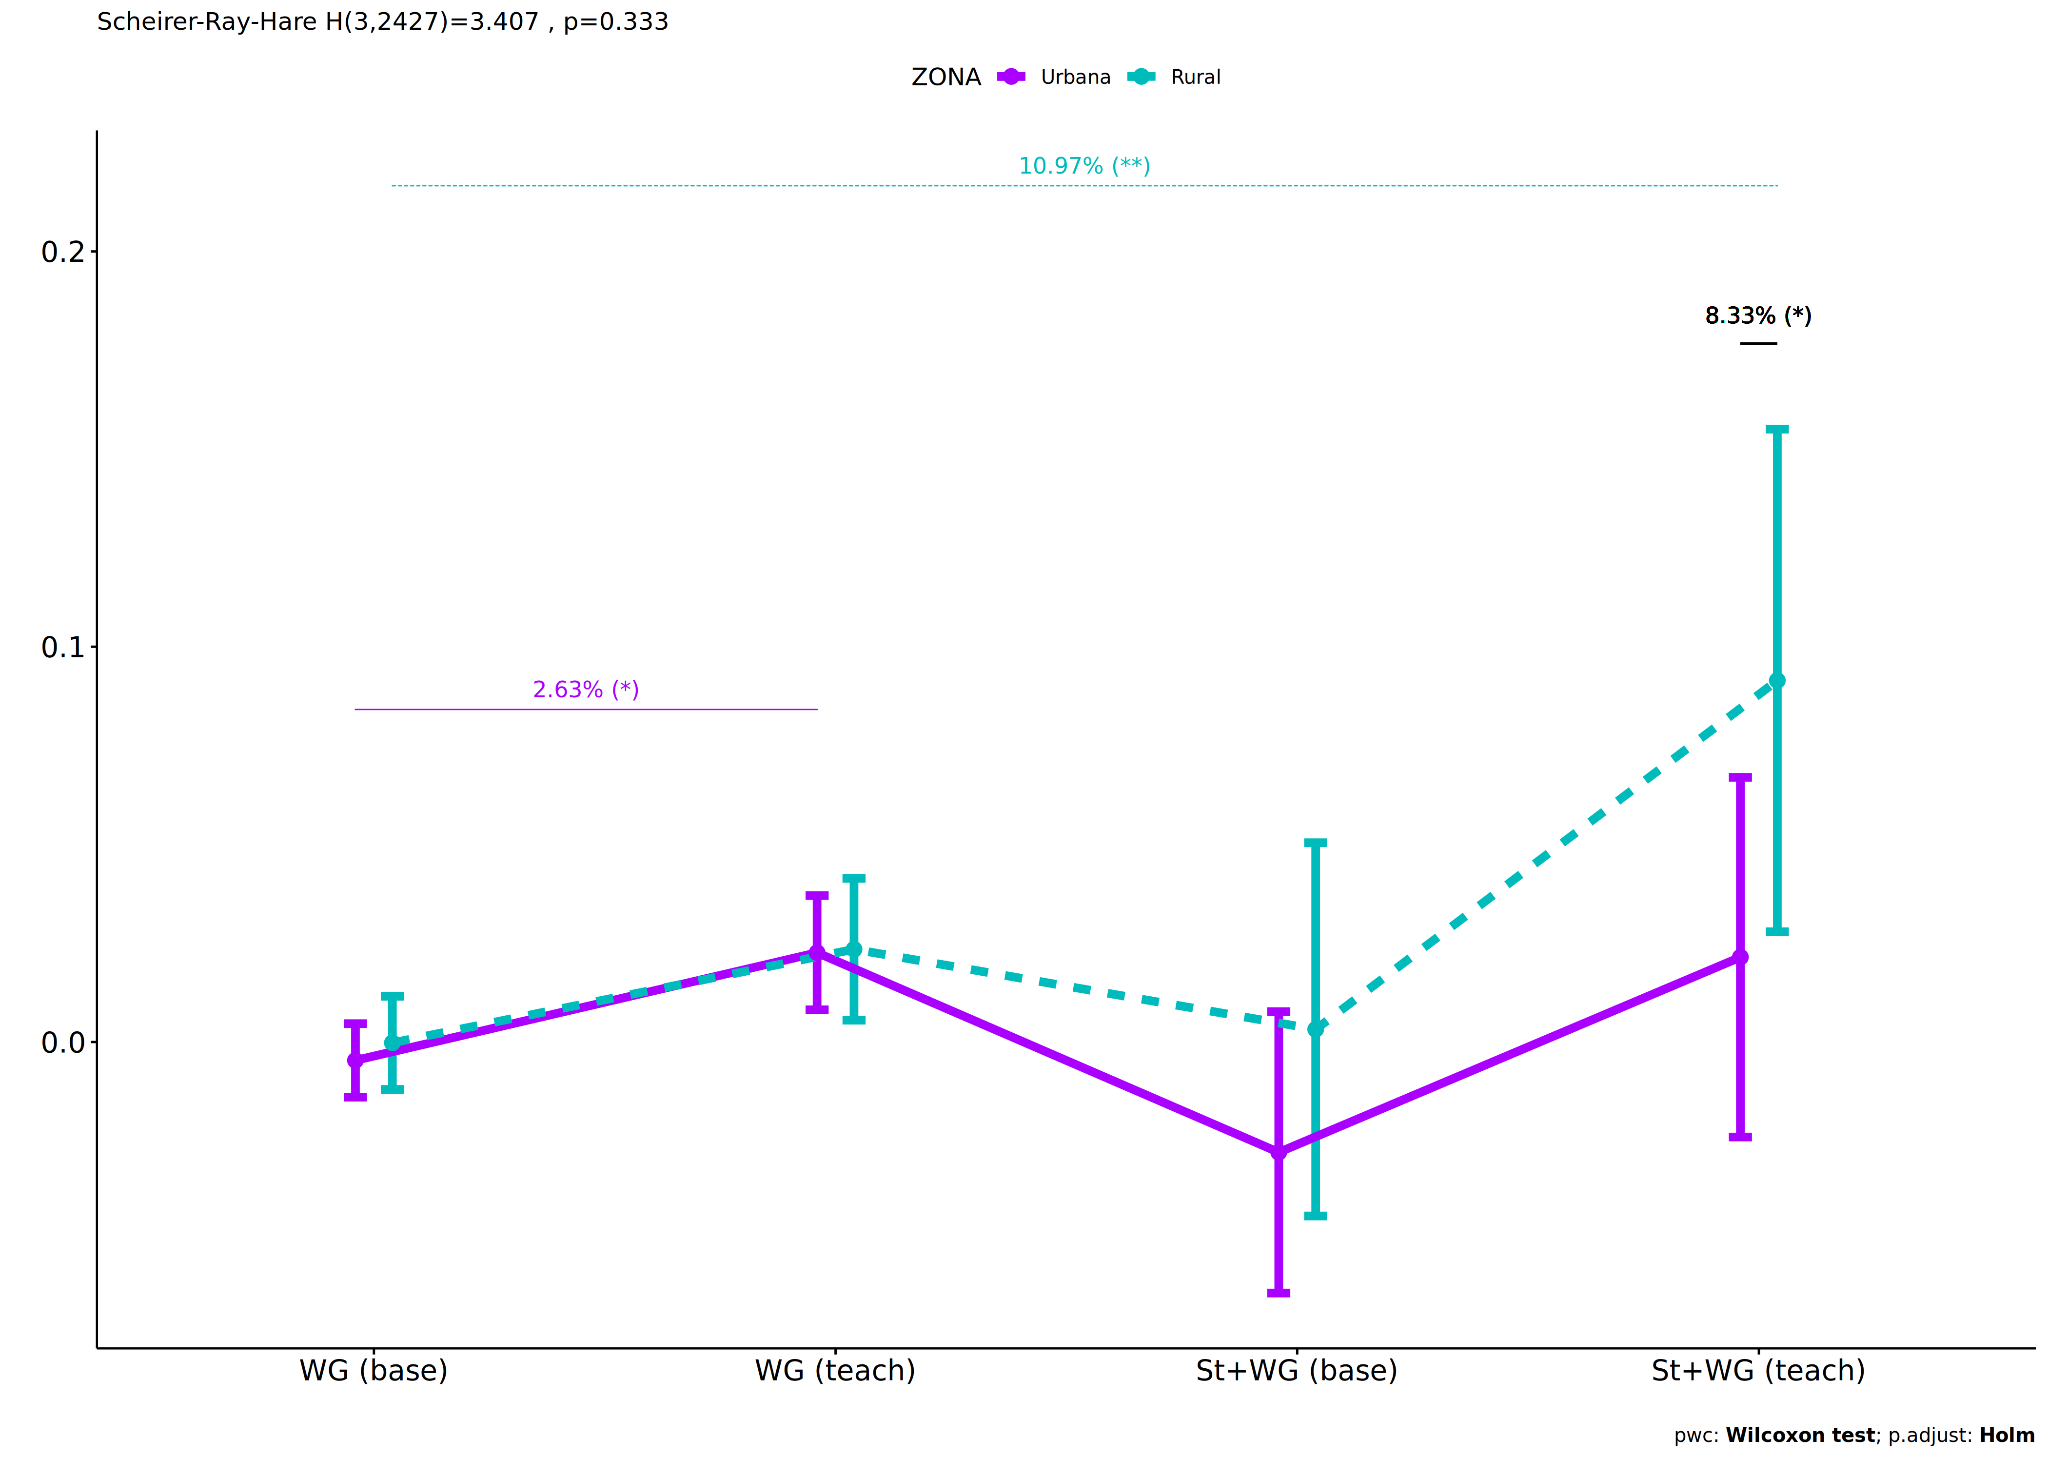 Scheirer-Ray-Hare H(3,2427)=3.407 , p=0.333
ZONA Urbana Rural
10.97% (**)
0.2
8.33% (*)
0.1
2.63% (*)
0.0
WG (base) WG (teach) St+WG (base) St+WG (teach)
pwc: Wilcoxon test; p.adjust: Holm